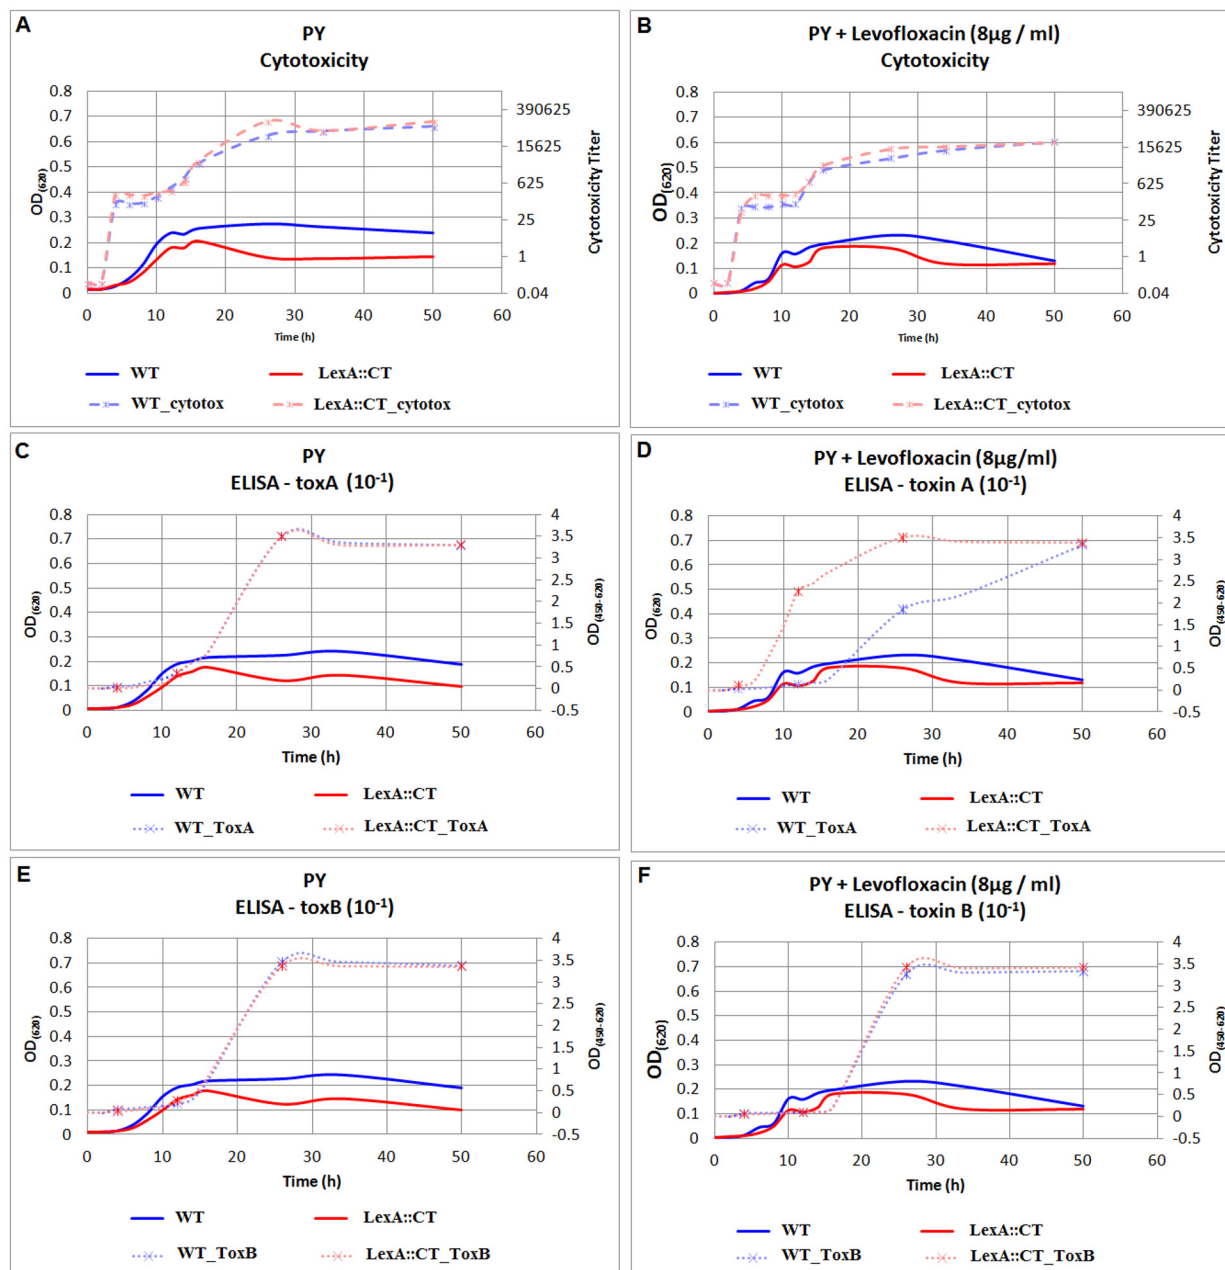 A
PY
Cytotoxicity
0.8
0.7
0.6
0.5
0.4
0.3
0.2
0.1
0
OD(620)
390625
15625
625
25
1
0.04
Cytotoxicity Titer
0 10 20 30 40 50 60
Time (h)
WT LexA::CT
WT_cytotox LexA::CT_cytotox
B
PY + Levofloxacin (8µg / ml)
Cytotoxicity
0.8
0.7
0.6
0.5
0.4
0.3
0.2
0.1
0
OD(620)
390625
15625
625
25
1
0.04
Cytotoxicity Titer
0 10 20 30 40 50 60
Time (h)
WT LexA::CT
WT_cytotox LexA::CT_cytotox
C
PY
ELISA - toxA (10-1)
0.8
0.7
0.6
0.5
0.4
0.3
0.2
0.1
0
OD(620)
4
3.5
3
2.5
2
1.5
1
0.5
0
-0.5
OD(450-620)
0 10 20 30 40 50 60
Time (h)
WT LexA::CT
WT_ToxA LexA::CT_ToxA
D
PY + Levofloxacin (8µg/ml)
ELISA - toxin A (10-1)
0.8
0.7
0.6
0.5
0.4
0.3
0.2
0.1
0
OD(620)
4
3.5
3
2.5
2
1.5
1
0.5
0
-0.5
OD(450-620)
0 10 20 30 40 50 60
Time (h)
WT LexA::CT
WT_ToxA LexA::CT_ToxA
E
PY
ELISA - toxB (10-1)
0.8
0.7
0.6
0.5
0.4
0.3
0.2
0.1
0
OD(620)
4
3.5
3
2.5
2
1.5
1
0.5
0
-0.5
OD(450-620)
0 10 20 30 40 50 60
Time (h)
WT LexA::CT
WT_ToxB LexA::CT_ToxB
F
PY + Levofloxacin (8µg / ml)
ELISA - toxin B (10-1)
0.8
0.7
0.6
0.5
0.4
0.3
0.2
0.1
0
OD(620)
4
3.5
3
2.5
2
1.5
1
0.5
0
-0.5
OD(450-620)
0 10 20 30 40 50 60
Time (h)
WT LexA::CT
WT_ToxB LexA::CT_ToxB